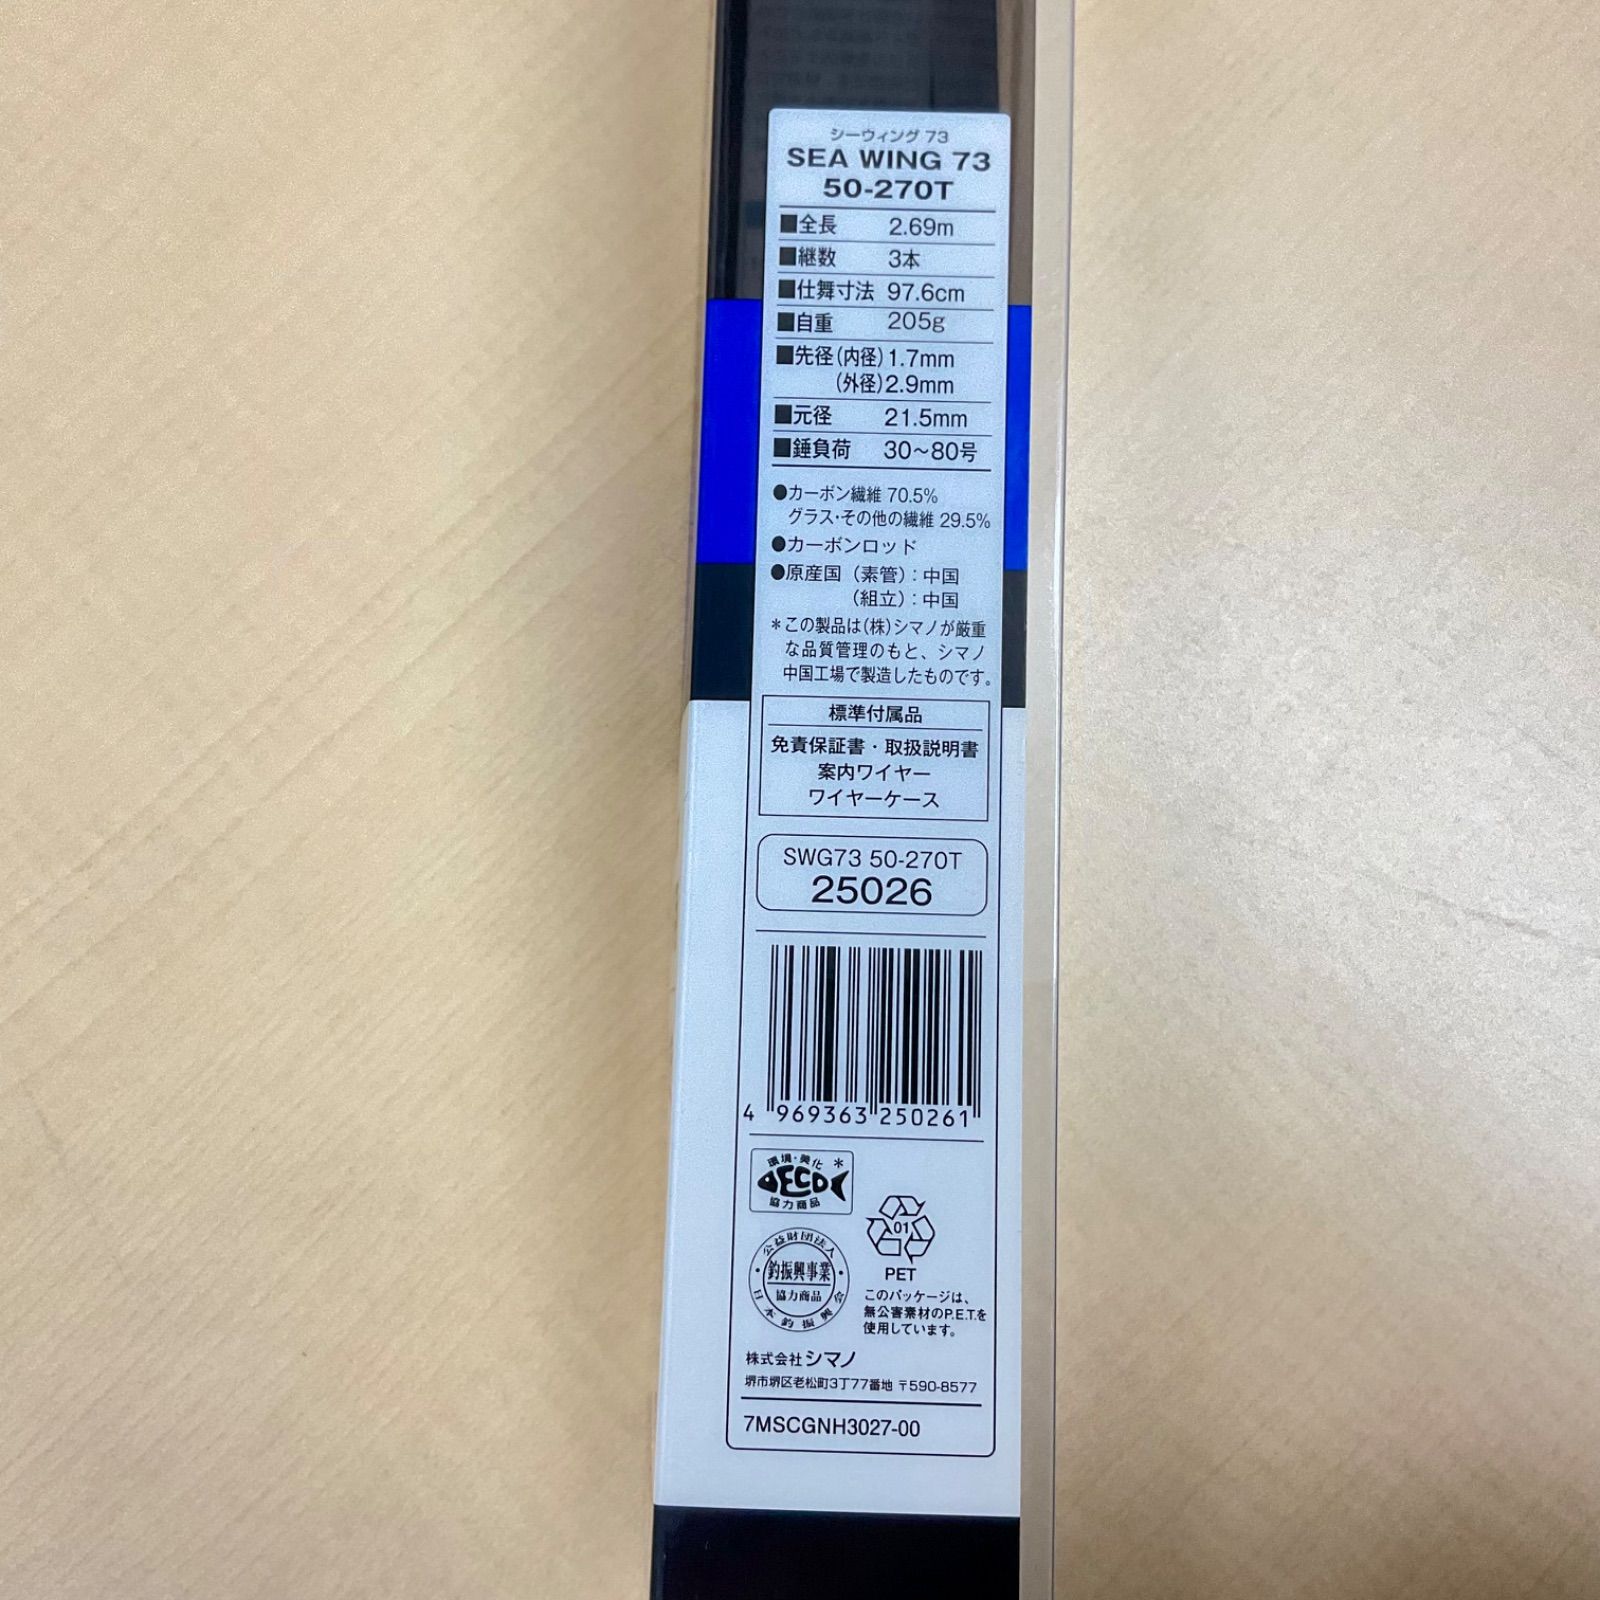 シーウィング 73
SEA WING 73
50-270T
■全長 2.69m
■継数 3本
■仕舞寸法 97.6cm
■自重 205g
■先径(内径)1.7mm
(外径)2.9mm
■元径 21.5mm
■錘負荷 30～80号
●カーボン繊維 70.5%
グラス・その他の繊維 29.5%
●カーボンロッド
●原産国(素管):中国
(組立):中国
＊この製品は(株)シマノが厳重
な品質管理のもと、シマノ
中国工場で製造したものです。
標準付属品
免責保証書・取扱説明書
案内ワイヤー
ワイヤーケース
SWG73 50-270T
25026
4 969363 250261
環境・美化＊
ECO
協力商品
公益財団法人
釣振興事業
協力商品
日本釣振興会
01
PET
このパッケージは、
無公害素材のP.E.T.を
使用しています。
株式会社シマノ
堺市堺区老松町3丁77番地 〒590-8577
7MSCGNH3027-00